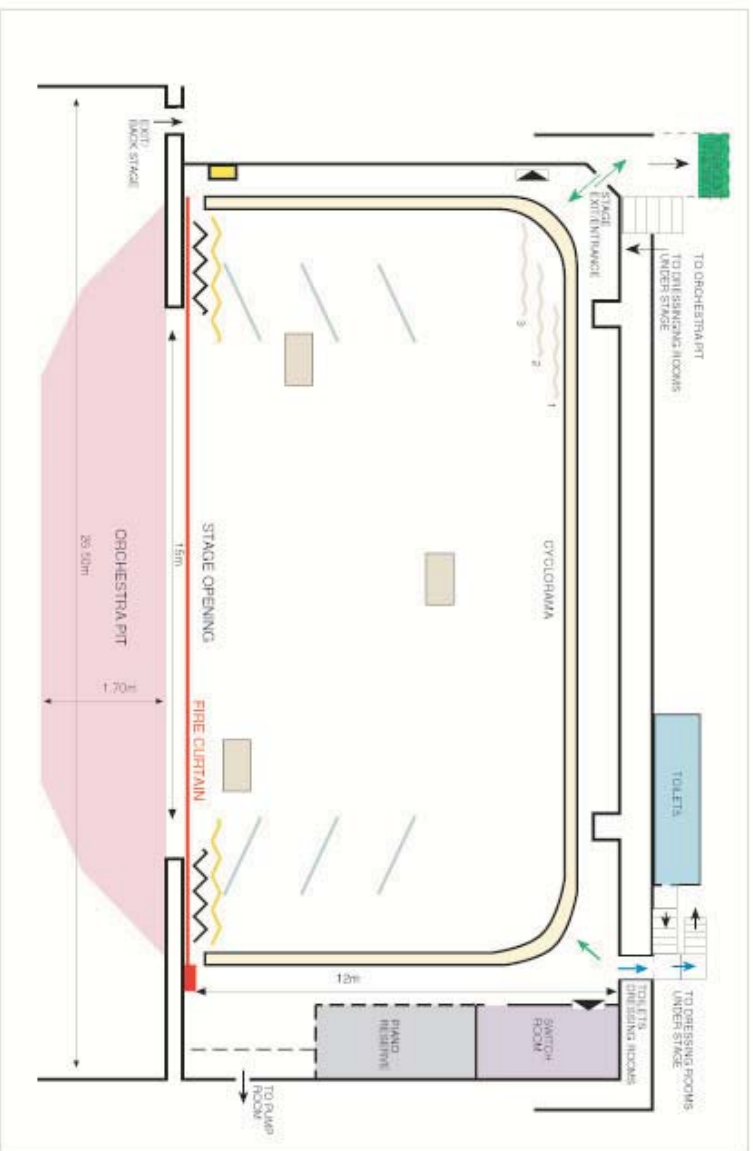 EXIT/
BACK STAGE
STAGE
EXIT/ENTRANCE
TO ORCHESTRA PIT
TO DRESSINING ROOMS
UNDER STAGE
3
2
1
CYCLORAMA
STAGE OPENING
15m
ORCHESTRA PIT
26.50m
1.70m
FIRE CURTAIN
TOILETS
12m
TOILETS
DRESSING ROOMS
TO DRESSING ROOMS
UNDER STAGE
PIANO
RESERVE
SWITCH
ROOM
TO PUMP
ROOM